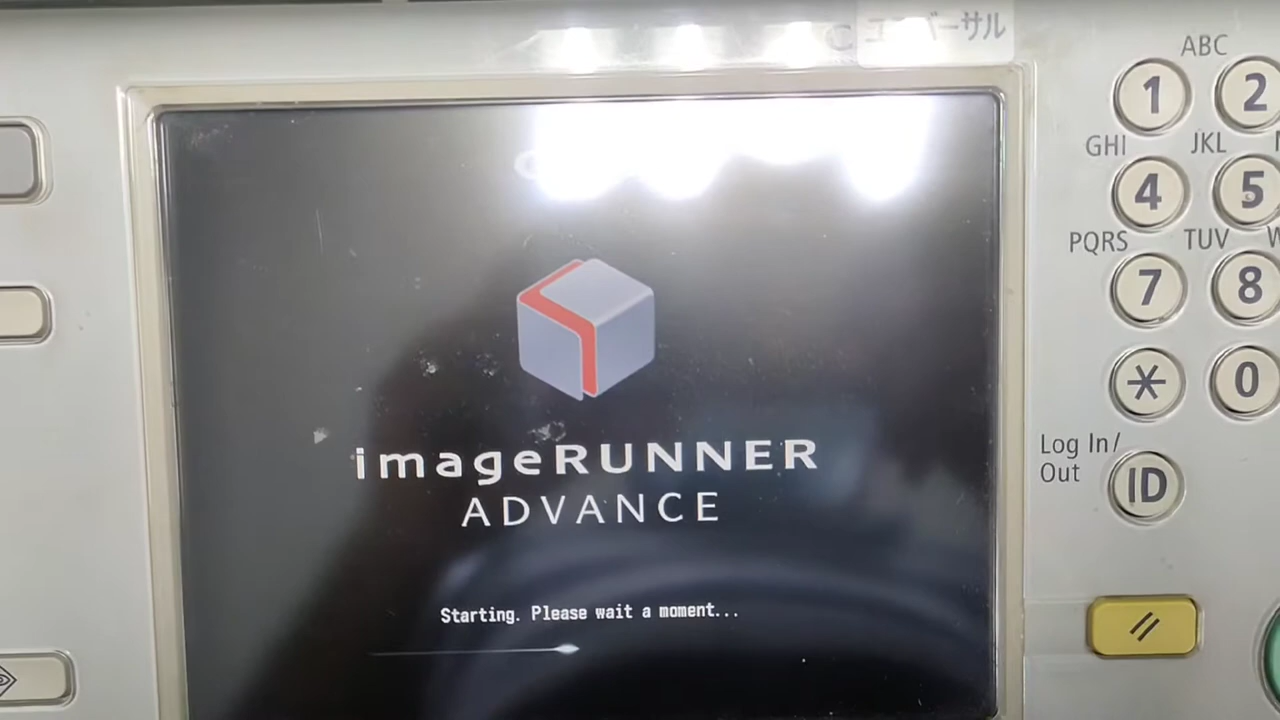 ユニバーサル
imageRUNNER
ADVANCE
Starting. Please wait a moment...
ABC
1
2
GHI
JKL
4
5
PQRS
TUV
7
8
0
Log In/
Out
ID